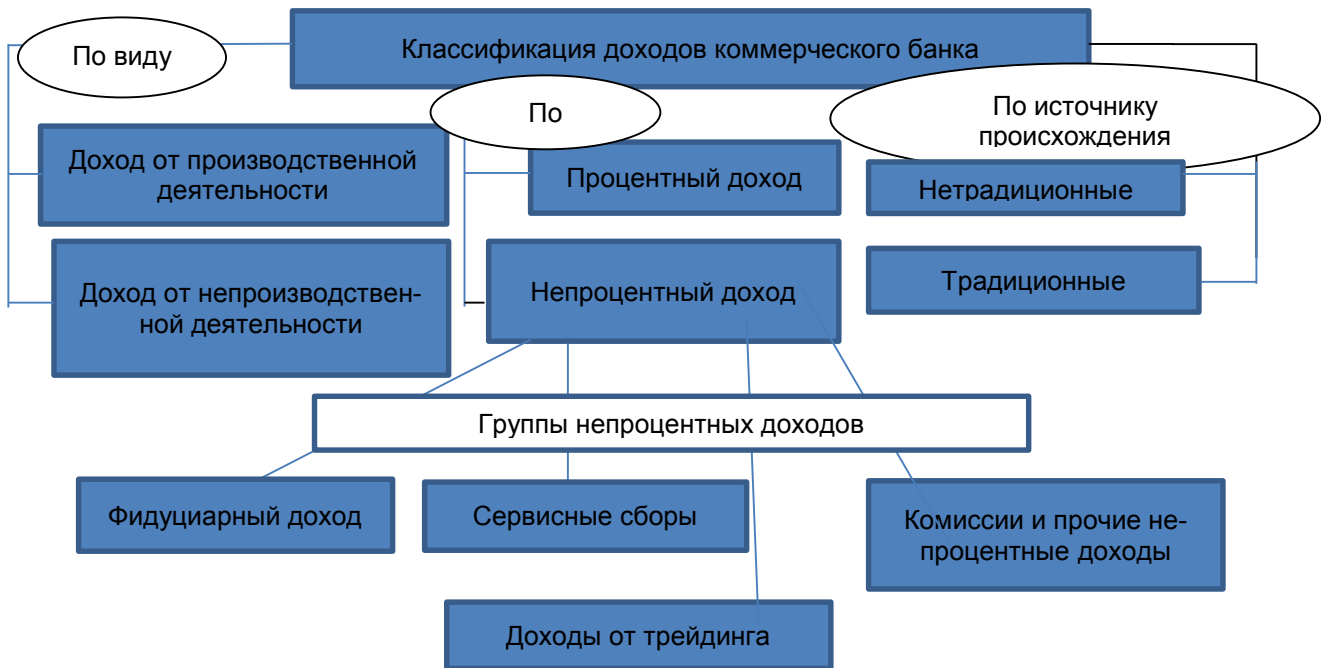 По виду
Классификация доходов коммерческого банка
По
По источнику
происхождения
Доход от производственной
деятельности
Процентный доход
Нетрадиционные
Доход от непроизводствен-
ной деятельности
Непроцентный доход
Традиционные
Группы непроцентных доходов
Фидуциарный доход
Сервисные сборы
Комиссии и прочие не-
процентные доходы
Доходы от трейдинга